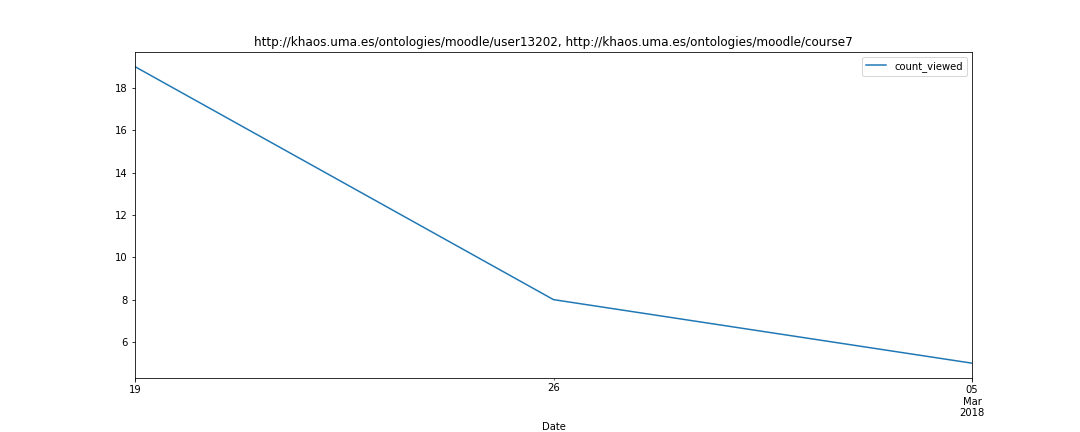 http://khaos.uma.es/ontologies/moodle/user13202, http://khaos.uma.es/ontologies/moodle/course7
count_viewed
18
16
14
12
10
8
6
19 26 05
Mar
2018
Date